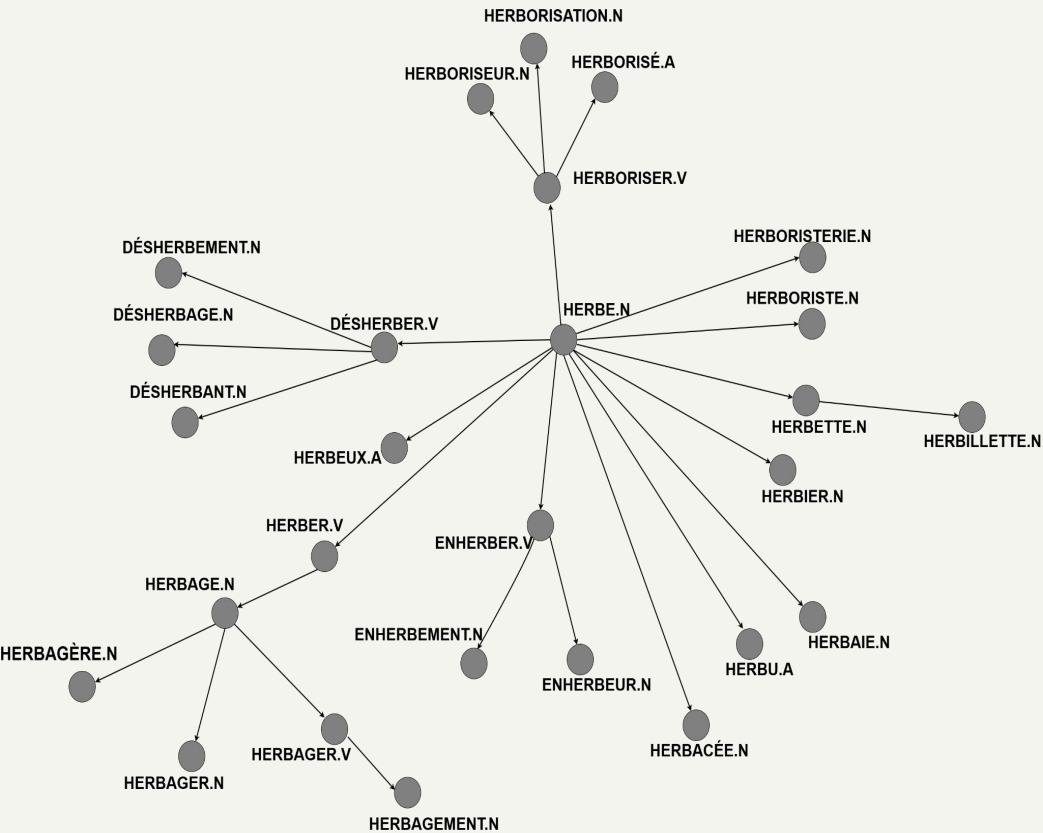 HERBORISATION.N
HERBORISÉ.A
HERBORISEUR.N
HERBORISER.V
HERBORISTERIE.N
DÉSHERBEMENT.N
HERBORISTE.N
HERBE.N
DÉSHERBAGE.N
DÉSHERBER.V
DÉSHERBANT.N
HERBETTE.N
HERBILLETTE.N
HERBEUX.A
HERBIER.N
HERBER.V
ENHERBER.V
HERBAGE.N
ENHERBEMENT.N
HERBAIE.N
HERBAGÈRE.N
HERBU.A
ENHERBEUR.N
HERBACÉE.N
HERBAGER.V
HERBAGER.N
HERBAGEMENT.N